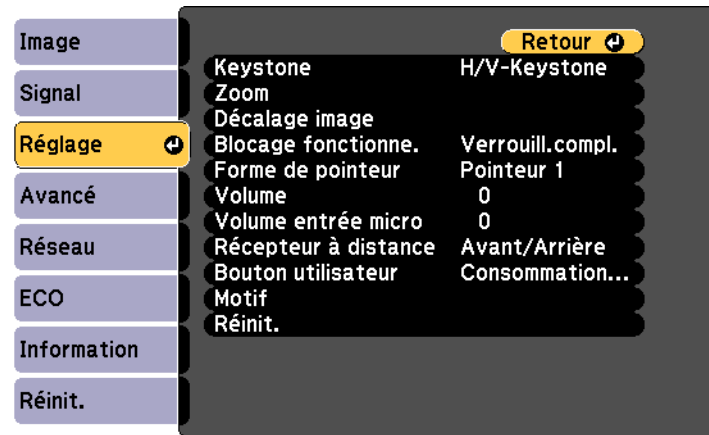 Image
Signal
Réglage
Avancé
Réseau
ECO
Information
Réinit.
Retour
Keystone H/V-Keystone
Zoom
Décalage image
Blocage fonctionne. Verrouill.compl.
Forme de pointeur Pointeur 1
Volume 0
Volume entrée micro 0
Récepteur à distance Avant/Arrière
Bouton utilisateur Consommation...
Motif
Réinit.